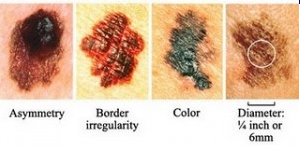 Asymmetry
Border
irregularity
Color
Diameter:
¼ inch or
6mm